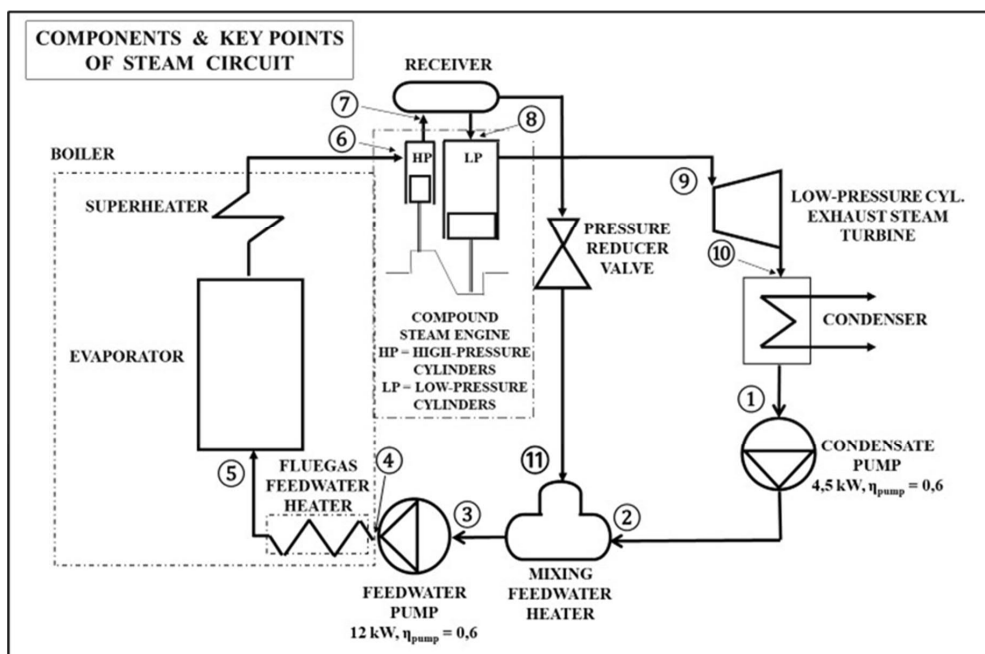 COMPONENTS & KEY POINTS
OF STEAM CIRCUIT
RECEIVER
⑦
⑧
⑥
HP
LP
BOILER
⑨
SUPERHEATER
LOW-PRESSURE CYL.
EXHAUST STEAM
TURBINE
PRESSURE
REDUCER
VALVE
⑩
COMPOUND
STEAM ENGINE
HP = HIGH-PRESSURE
CYLINDERS
LP = LOW-PRESSURE
CYLINDERS
CONDENSER
EVAPORATOR
①
CONDENSATE
PUMP
4,5 kW, ηpump = 0,6
⑤
FLUEGAS
FEEDWATER
HEATER
④
⑪
③
②
MIXING
FEEDWATER
HEATER
FEEDWATER
PUMP
12 kW, ηpump = 0,6